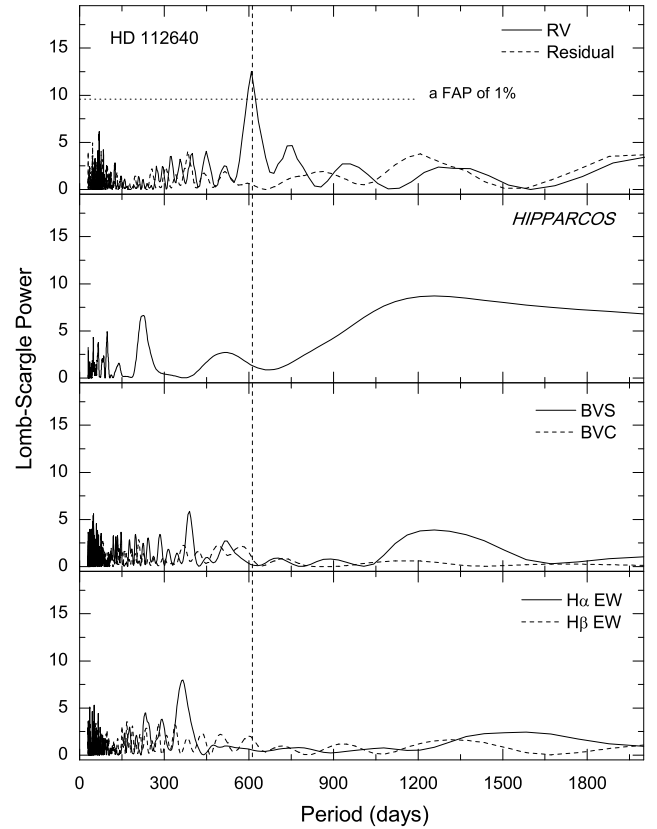 HD 112640
RV
Residual
a FAP of 1%
15
10
5
0
HIPPARCOS
15
10
5
0
BVS
BVC
15
10
5
0
Hα EW
Hβ EW
15
10
5
0
0 300 600 900 1200 1500 1800
Period (days)
Lomb-Scargle Power